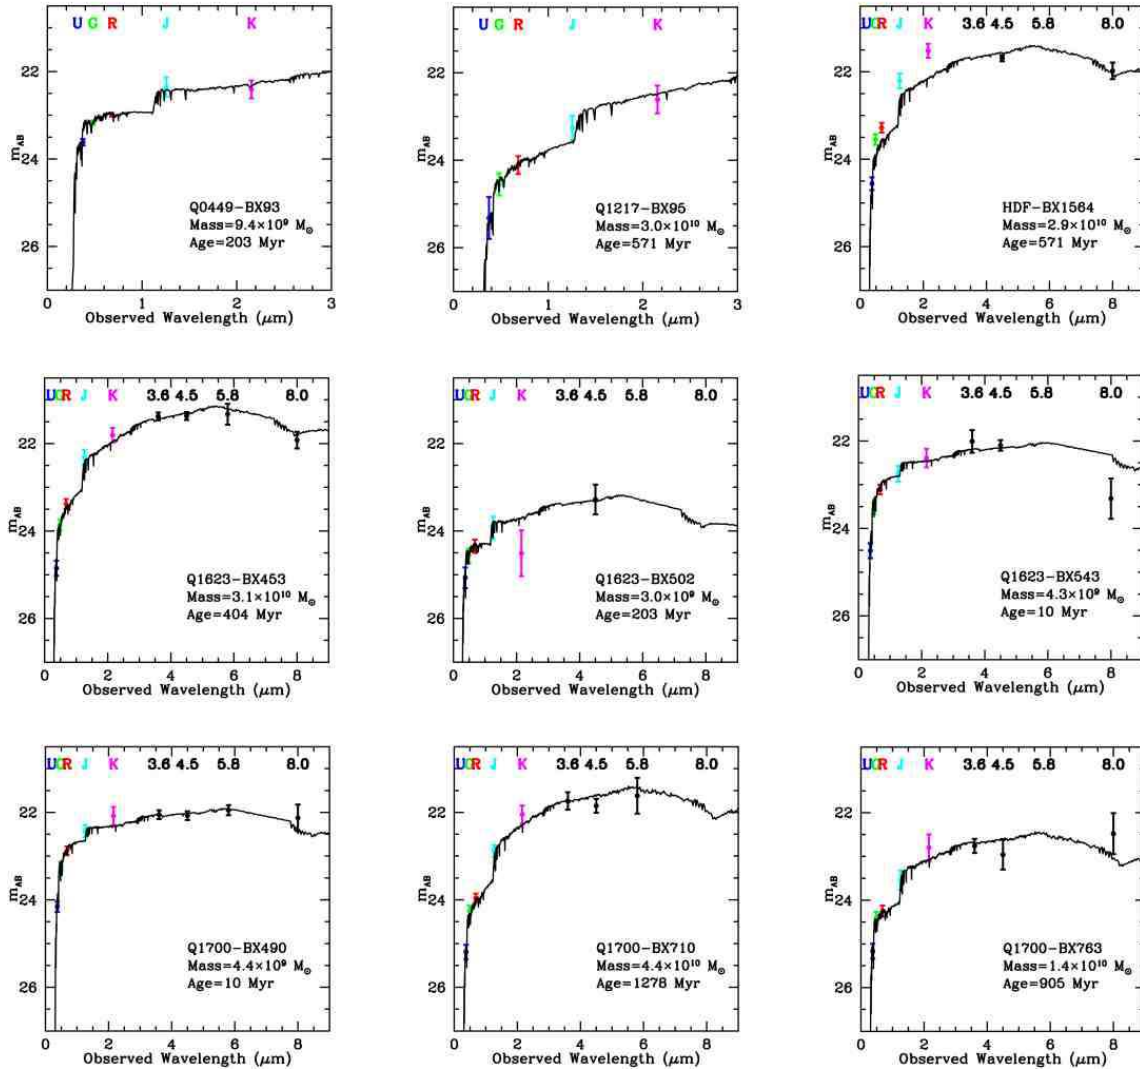 U G R J K
22
24
26
m_AB
Q0449-BX93
Mass=9.4×10⁹ M☉
Age=203 Myr
0 1 2 3
Observed Wavelength (μm)
U G R J K
22
24
26
m_AB
Q1217-BX95
Mass=3.0×10¹⁰ M☉
Age=571 Myr
0 1 2 3
Observed Wavelength (μm)
U G R J K 3.6 4.5 5.8 8.0
22
24
26
m_AB
HDF-BX1564
Mass=2.9×10¹⁰ M☉
Age=571 Myr
0 2 4 6 8
Observed Wavelength (μm)
U G R J K 3.6 4.5 5.8 8.0
22
24
26
m_AB
Q1623-BX453
Mass=3.1×10¹⁰ M☉
Age=404 Myr
0 2 4 6 8
Observed Wavelength (μm)
U G R J K 3.6 4.5 5.8 8.0
22
24
26
m_AB
Q1623-BX502
Mass=3.0×10⁹ M☉
Age=203 Myr
0 2 4 6 8
Observed Wavelength (μm)
U G R J K 3.6 4.5 5.8 8.0
22
24
26
m_AB
Q1623-BX543
Mass=4.3×10⁹ M☉
Age=10 Myr
0 2 4 6 8
Observed Wavelength (μm)
U G R J K 3.6 4.5 5.8 8.0
22
24
26
m_AB
Q1700-BX490
Mass=4.4×10⁹ M☉
Age=10 Myr
0 2 4 6 8
Observed Wavelength (μm)
U G R J K 3.6 4.5 5.8 8.0
22
24
26
m_AB
Q1700-BX710
Mass=4.4×10¹⁰ M☉
Age=1278 Myr
0 2 4 6 8
Observed Wavelength (μm)
U G R J K 3.6 4.5 5.8 8.0
22
24
26
m_AB
Q1700-BX763
Mass=1.4×10¹⁰ M☉
Age=905 Myr
0 2 4 6 8
Observed Wavelength (μm)